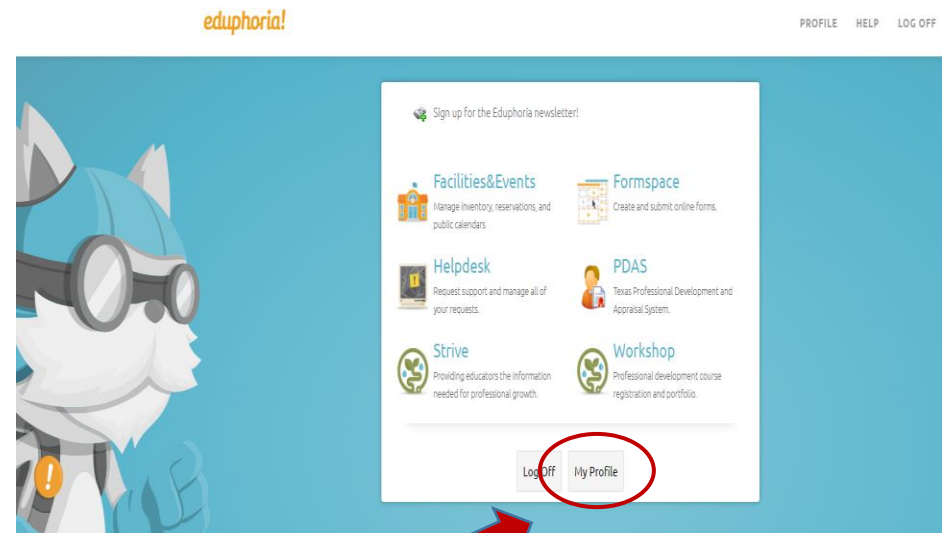 eduphoria!
PROFILE HELP LOG OFF
Sign up for the Eduphoria newsletter!
Facilities&Events
Manage inventory, reservations, and
public calendars
Formspace
Create and submit online forms.
Helpdesk
Request support and manage all of
your requests.
PDAS
Texas Professional Development and
Appraisal System.
Strive
Providing educators the information
needed for professional growth.
Workshop
Professional development course
registration and portfolio.
Log Off My Profile